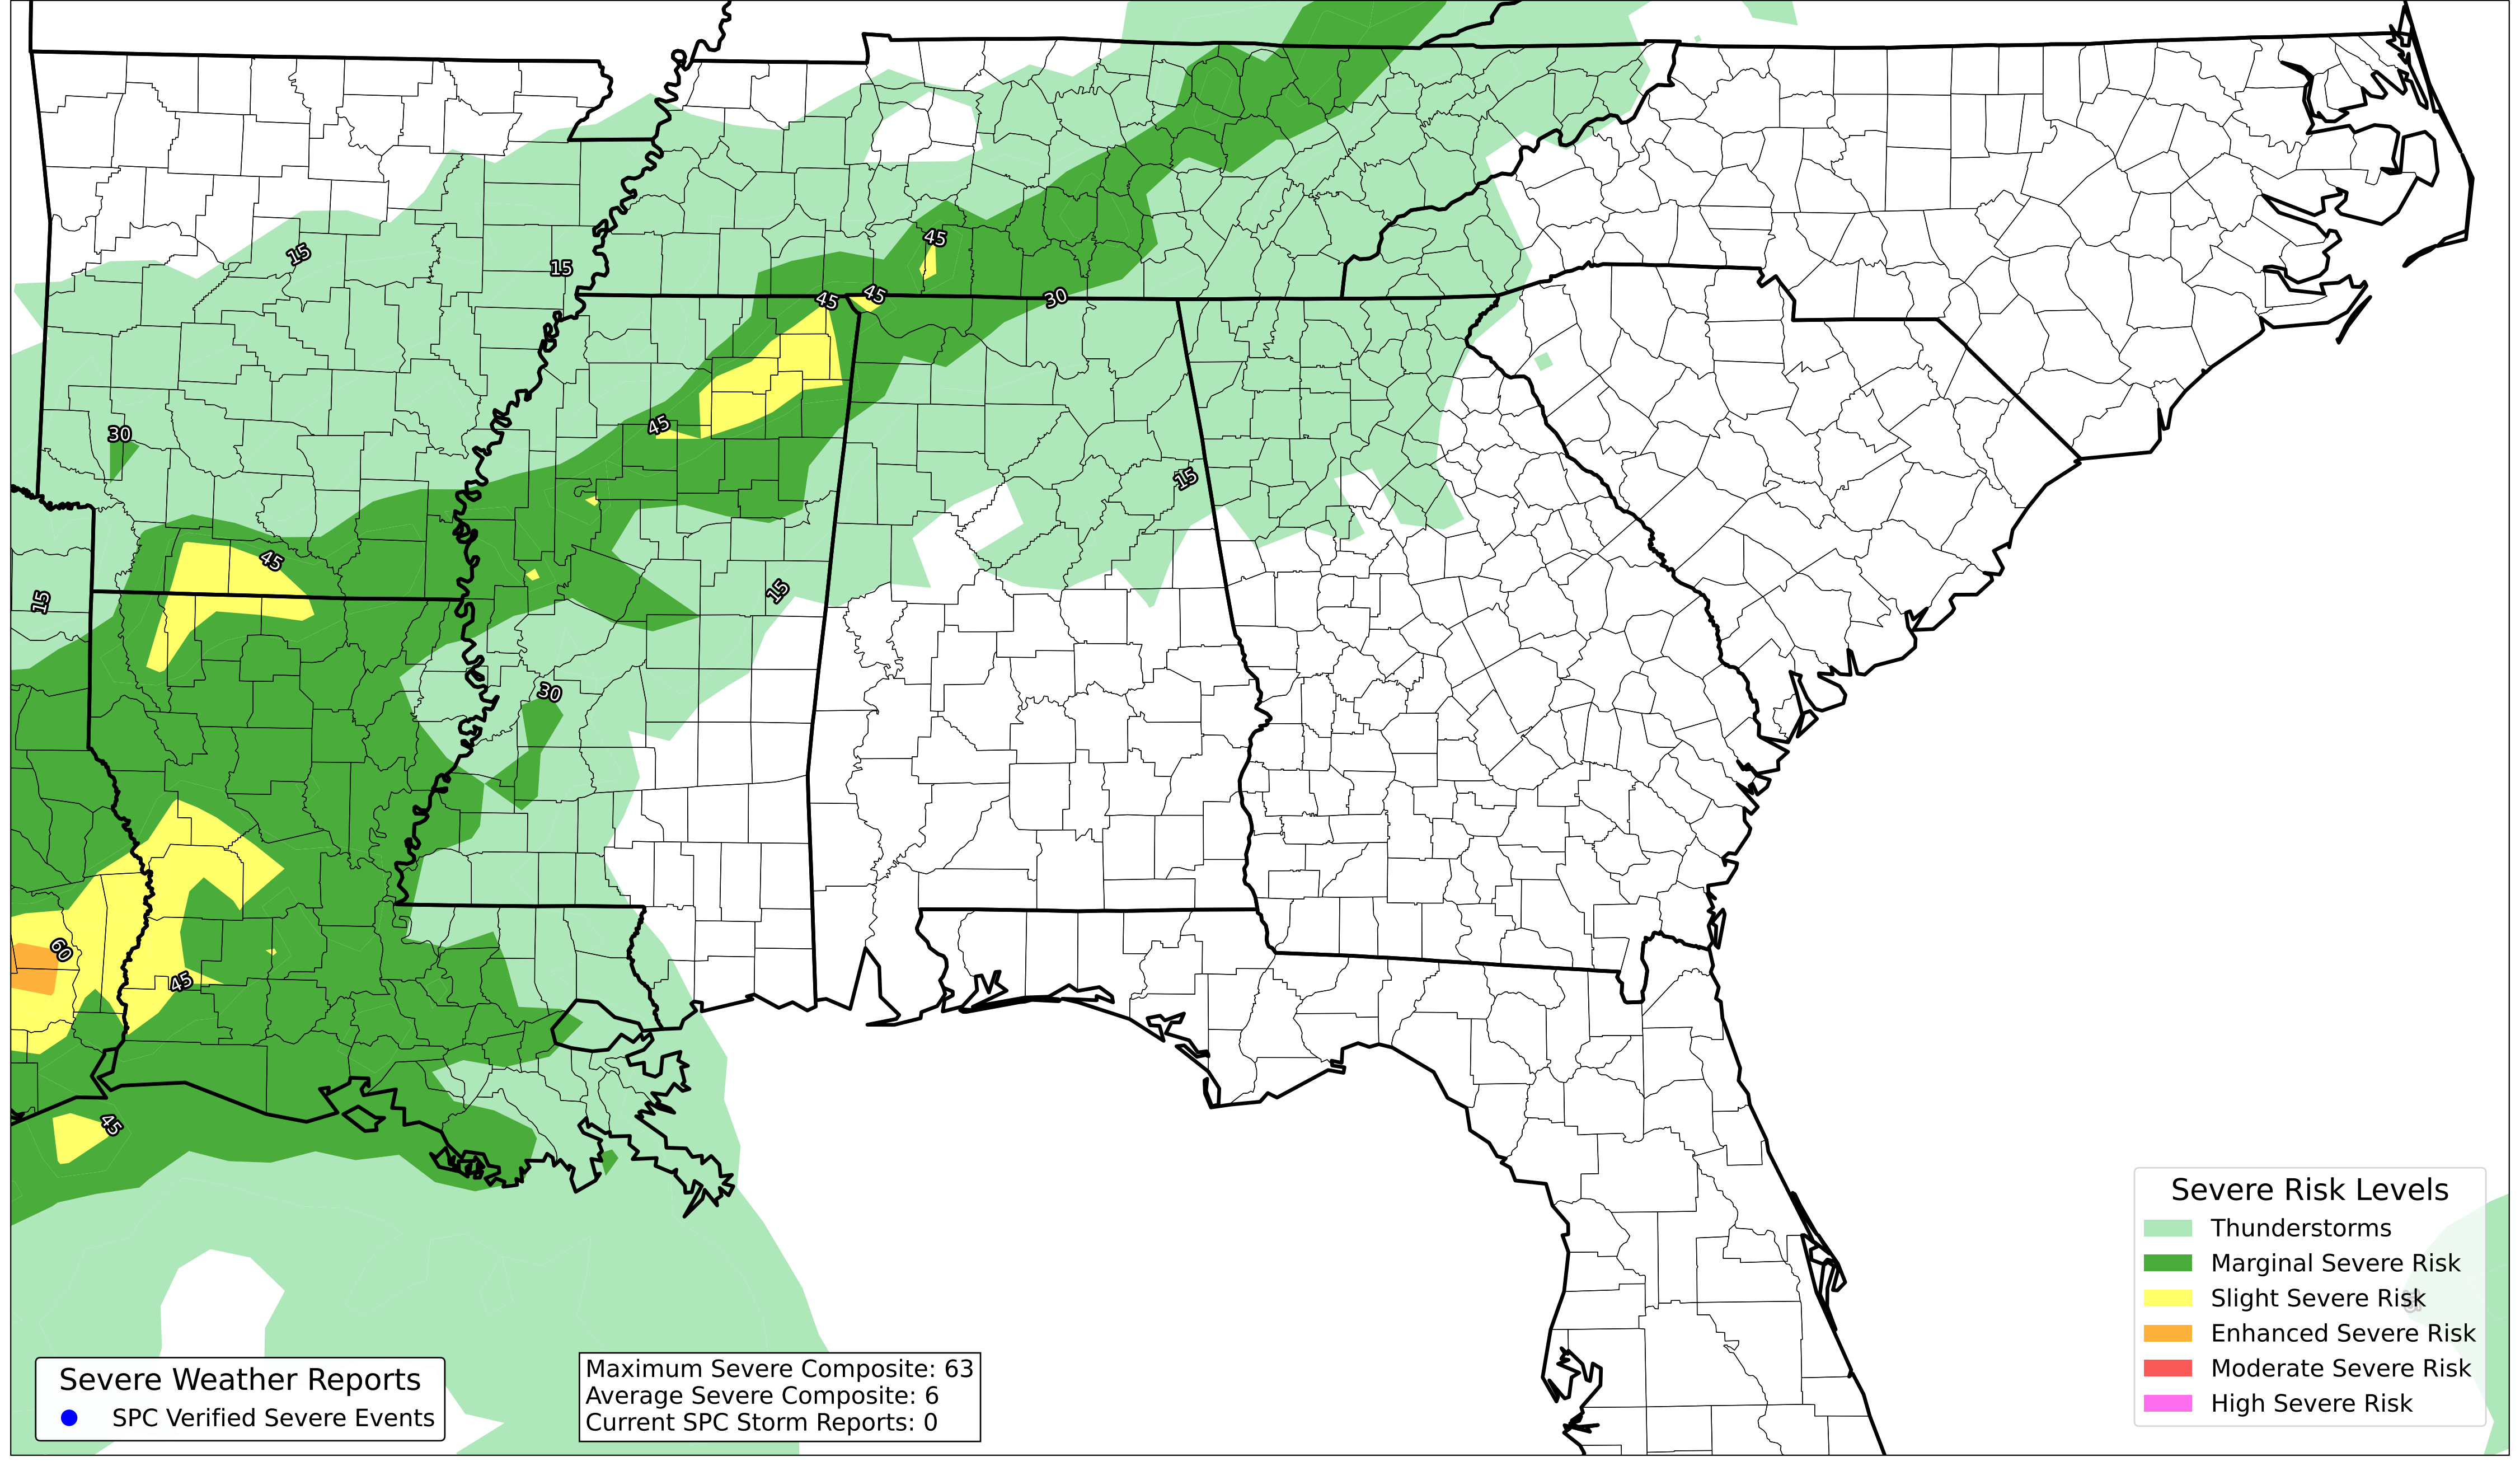 45
15
15
45
45
30
45
30
15
45
15
15
30
60
45
45
Severe Risk Levels
Thunderstorms
Marginal Severe Risk
Slight Severe Risk
Enhanced Severe Risk
Moderate Severe Risk
High Severe Risk
Severe Weather Reports
SPC Verified Severe Events
Maximum Severe Composite: 63
Average Severe Composite: 6
Current SPC Storm Reports: 0